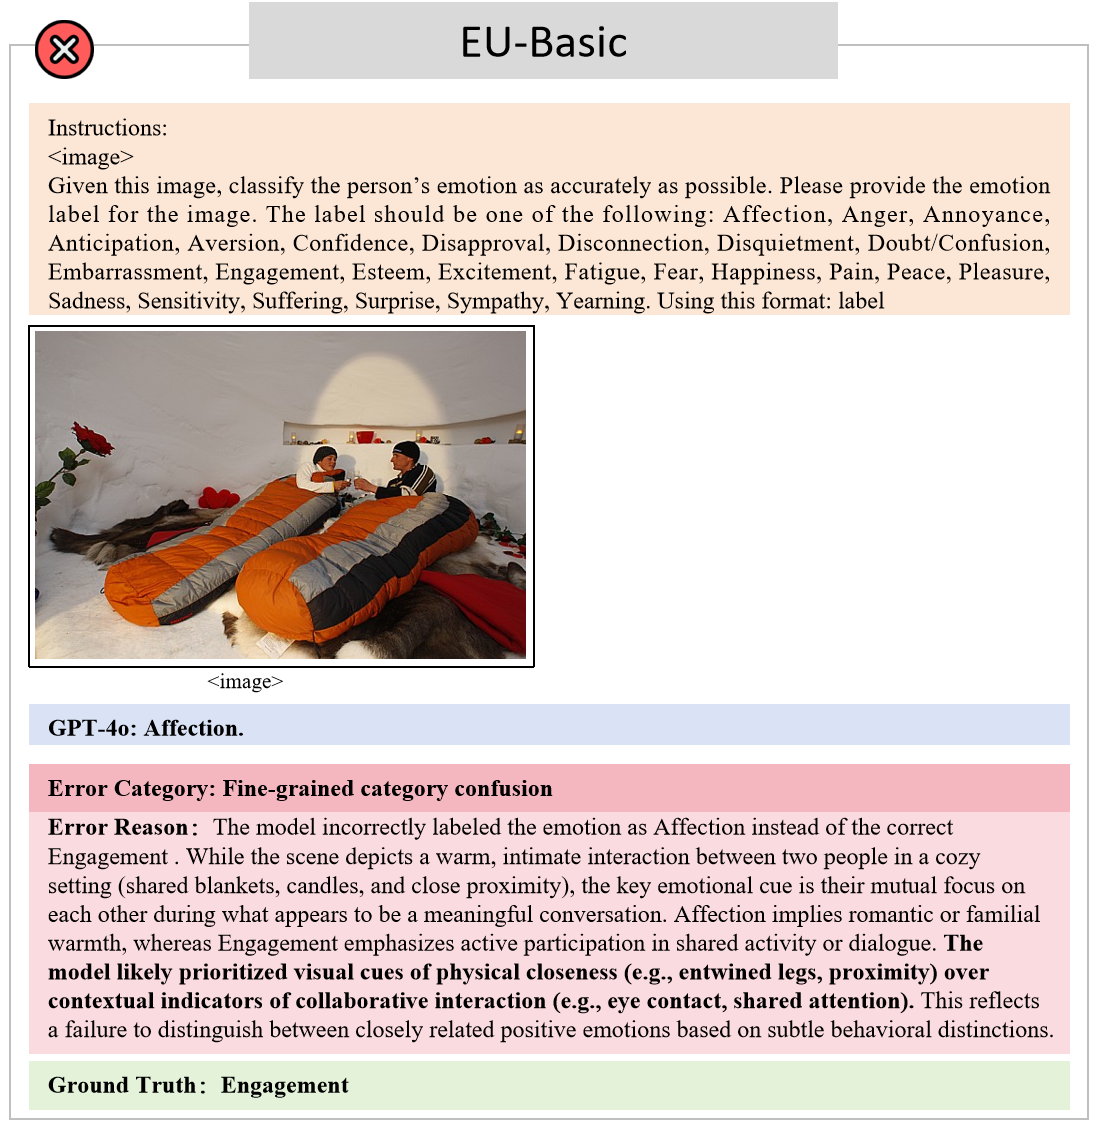 EU-Basic
Instructions:
<image>
Given this image, classify the person’s emotion as accurately as possible. Please provide the emotion
label for the image. The label should be one of the following: Affection, Anger, Annoyance,
Anticipation, Aversion, Confidence, Disapproval, Disconnection, Disquietment, Doubt/Confusion,
Embarrassment, Engagement, Esteem, Excitement, Fatigue, Fear, Happiness, Pain, Peace, Pleasure,
Sadness, Sensitivity, Suffering, Surprise, Sympathy, Yearning. Using this format: label
<image>
GPT-4o: Affection.
Error Category: Fine-grained category confusion
Error Reason： The model incorrectly labeled the emotion as Affection instead of the correct
Engagement . While the scene depicts a warm, intimate interaction between two people in a cozy
setting (shared blankets, candles, and close proximity), the key emotional cue is their mutual focus on
each other during what appears to be a meaningful conversation. Affection implies romantic or familial
warmth, whereas Engagement emphasizes active participation in shared activity or dialogue. The
model likely prioritized visual cues of physical closeness (e.g., entwined legs, proximity) over
contextual indicators of collaborative interaction (e.g., eye contact, shared attention). This reflects
a failure to distinguish between closely related positive emotions based on subtle behavioral distinctions.
Ground Truth： Engagement